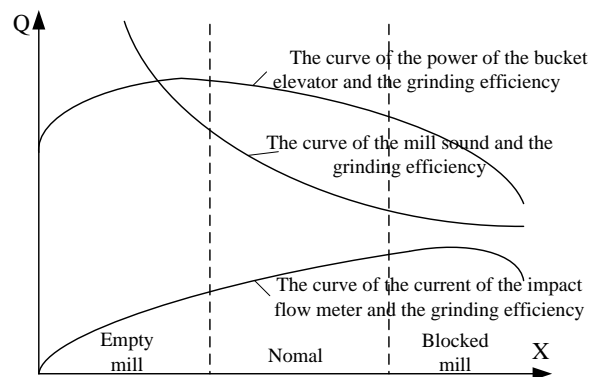 Q
The curve of the power of the bucket
elevator and the grinding efficiency
The curve of the mill sound and the
grinding efficiency
The curve of the current of the impact
flow meter and the grinding efficiency
Empty
mill
Nomal
Blocked
mill
X